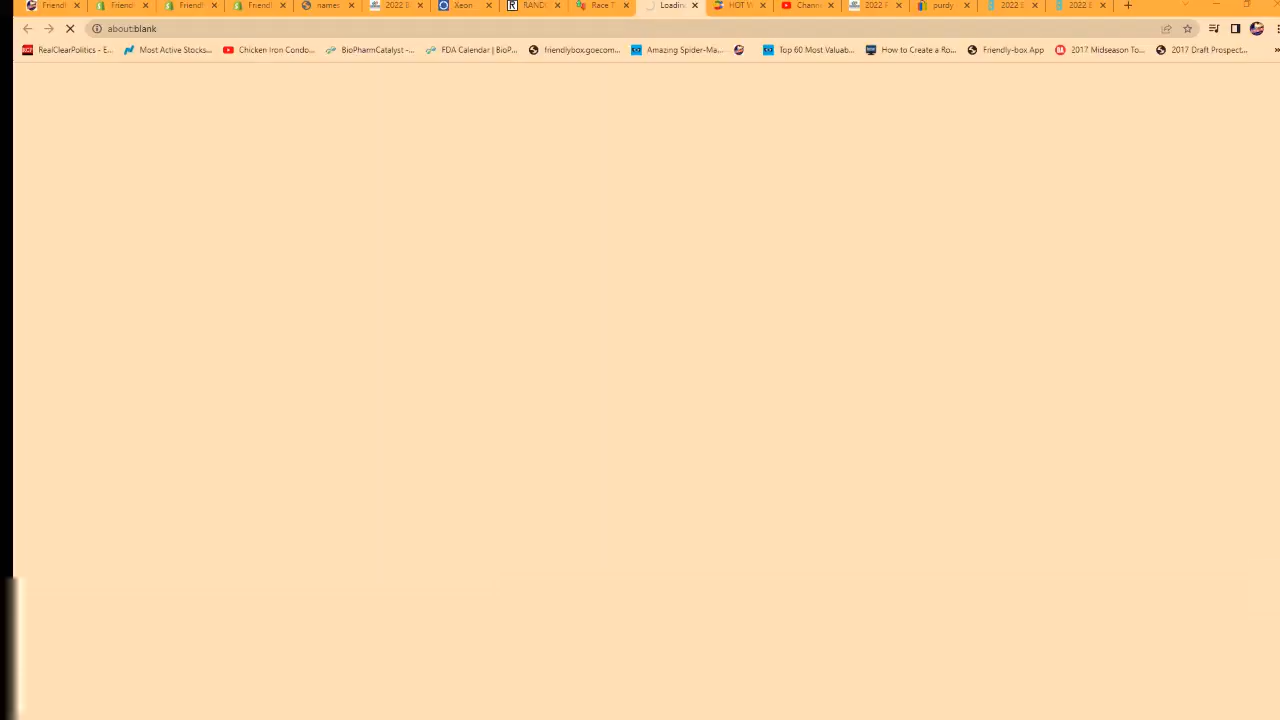 Friendl Friendl Friendl Friendl names 2022 B Xeon RAND Race T Loadin HOT W Chann 2022 F purdy 2022 E 2022 E
about:blank
RealClearPolitics - E... Most Active Stocks... Chicken Iron Condo... BioPharmCatalyst -... FDA Calendar | BioP... friendlybox.goecom... Amazing Spider-Ma... Top 60 Most Valuab... How to Create a Ro... Friendly-box App 2017 Midseason To... 2017 Draft Prospect... »